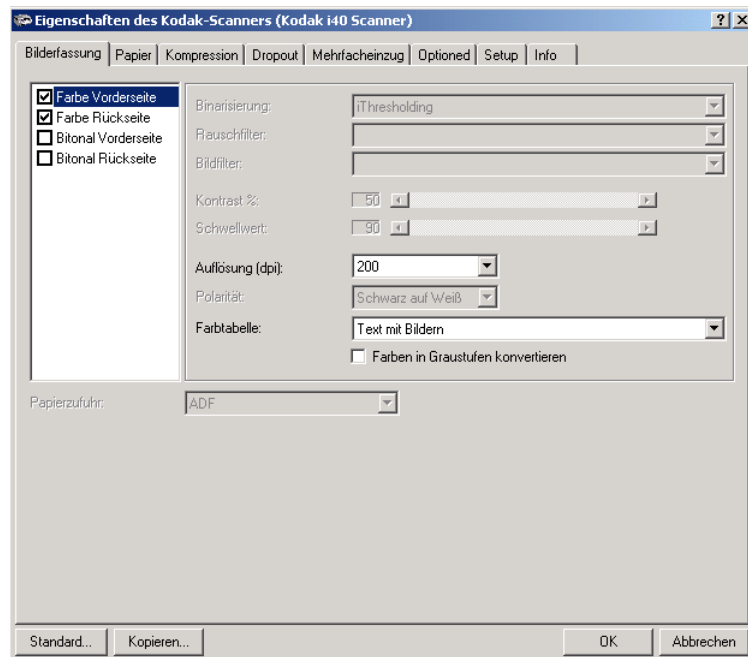 Eigenschaften des Kodak-Scanners (Kodak i40 Scanner)
Bilderfassung Papier Kompression Dropout Mehrfacheinzug Optioned Setup Info
Farbe Vorderseite
Farbe Rückseite
Bitonal Vorderseite
Bitonal Rückseite
Binarisierung: iThresholding
Rauschfilter:
Bildfilter:
Kontrast %: 50
Schwellwert: 90
Auflösung (dpi): 200
Polarität: Schwarz auf Weiß
Farbtabelle: Text mit Bildern
Farben in Graustufen konvertieren
Papierzufuhr: ADF
Standard... Kopieren... OK Abbrechen